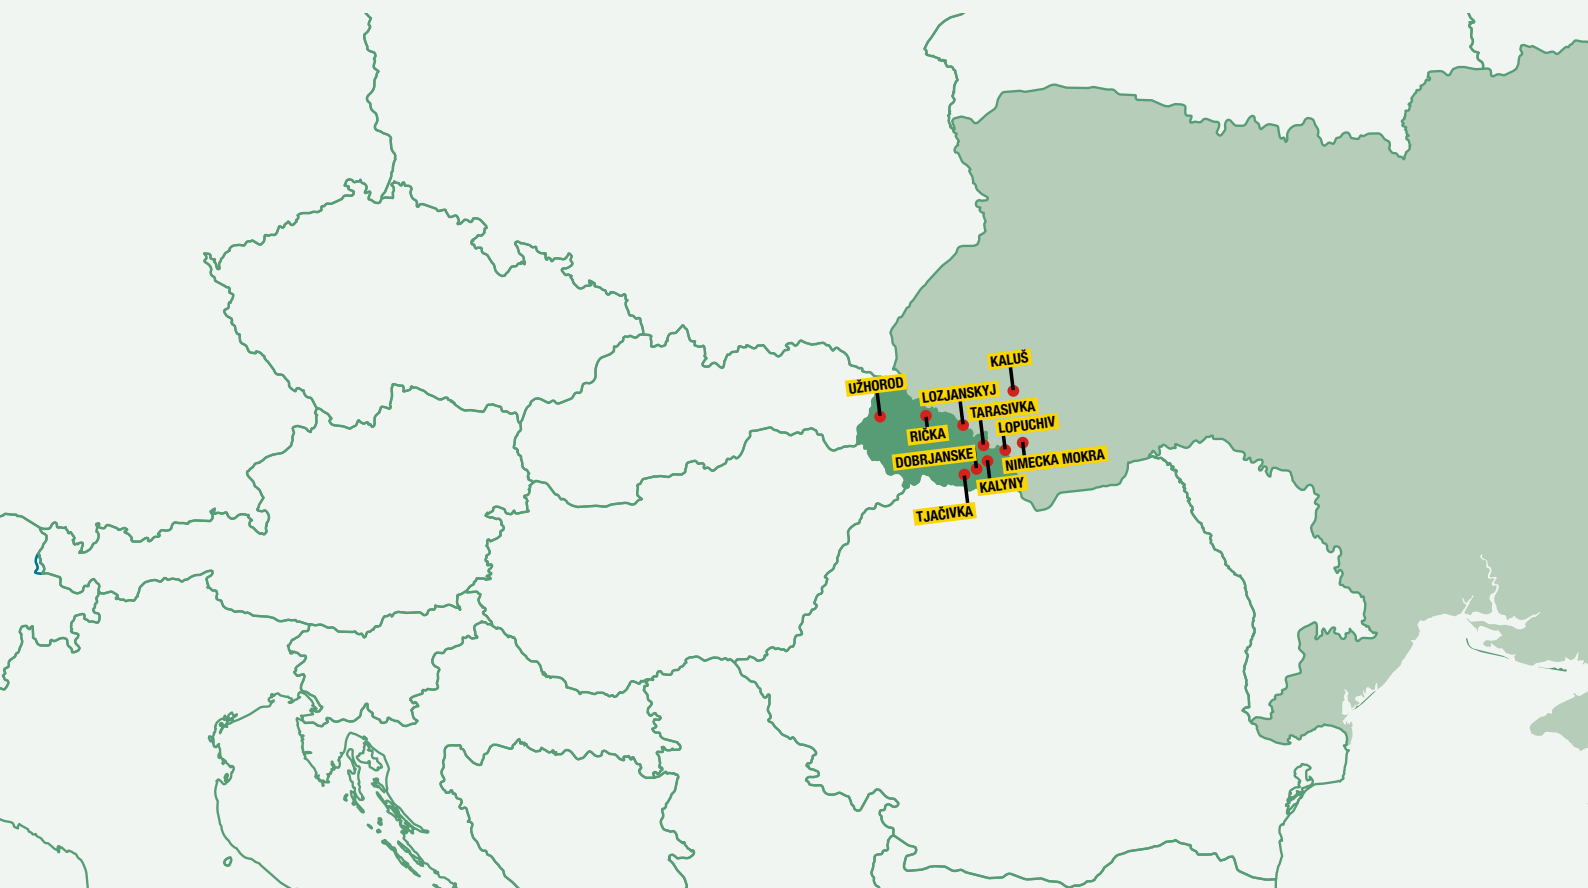 KALUŠ
UŽHOROD
LOZJANSKYJ
TARASIVKA
LOPUCHIV
RIČKA
DOBRJANSKE
NIMECKA MOKRA
KALYNY
TJAČIVKA